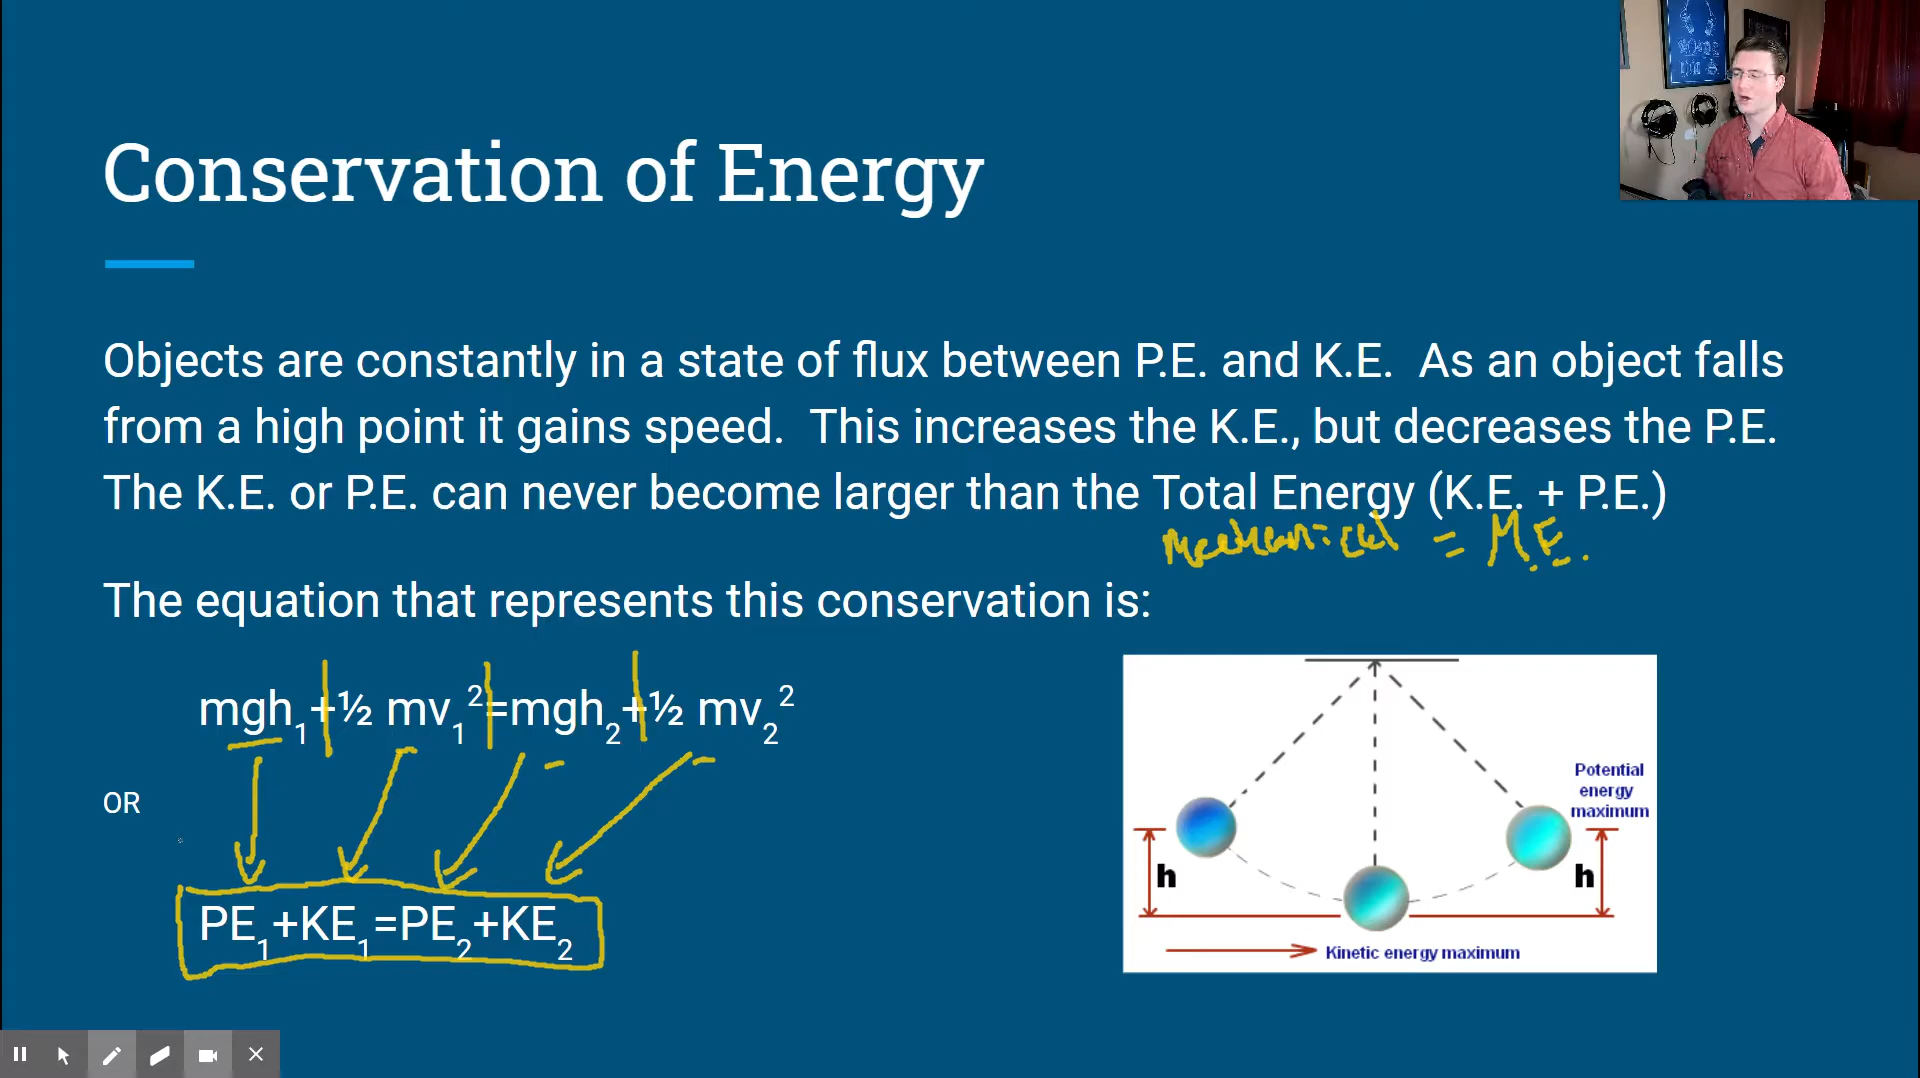 Conservation of Energy
Objects are constantly in a state of flux between P.E. and K.E. As an object falls
from a high point it gains speed. This increases the K.E., but decreases the P.E.
The K.E. or P.E. can never become larger than the Total Energy (K.E. + P.E.)
Mechanical = M.E.
The equation that represents this conservation is:
mgh₁+½ mv₁²=mgh₂+½ mv₂²
OR
PE₁+KE₁=PE₂+KE₂
Potential
energy
maximum
h
h
Kinetic energy maximum